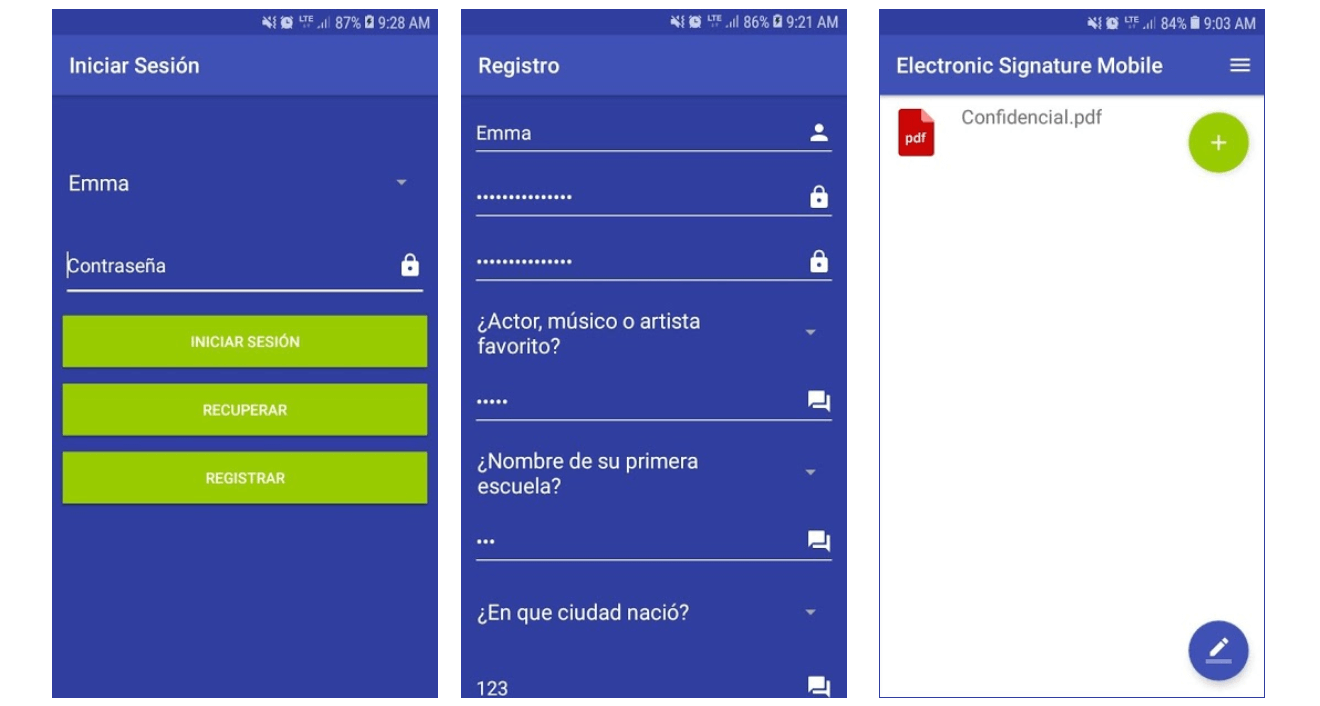 LTE 87% 9:28 AM
Iniciar Sesión
Emma
Contraseña
INICIAR SESIÓN
RECUPERAR
REGISTRAR
LTE 86% 9:21 AM
Registro
Emma
•••••••••••••••
•••••••••••••••
¿Actor, músico o artista
favorito?
•••••
¿Nombre de su primera
escuela?
•••
¿En que ciudad nació?
123
LTE 84% 9:03 AM
Electronic Signature Mobile
pdf
Confidencial.pdf